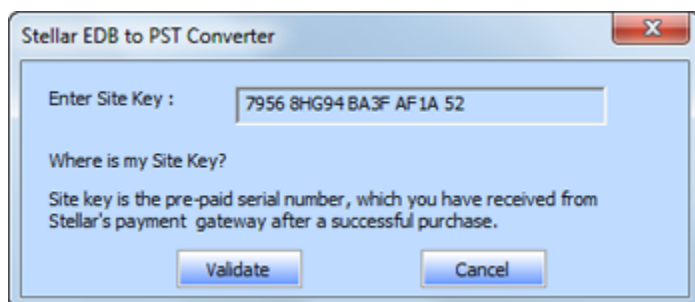 Stellar EDB to PST Converter
Enter Site Key : 7956 8HG94 BA3F AF1A 52
Where is my Site Key?
Site key is the pre-paid serial number, which you have received from
Stellar's payment gateway after a successful purchase.
Validate Cancel